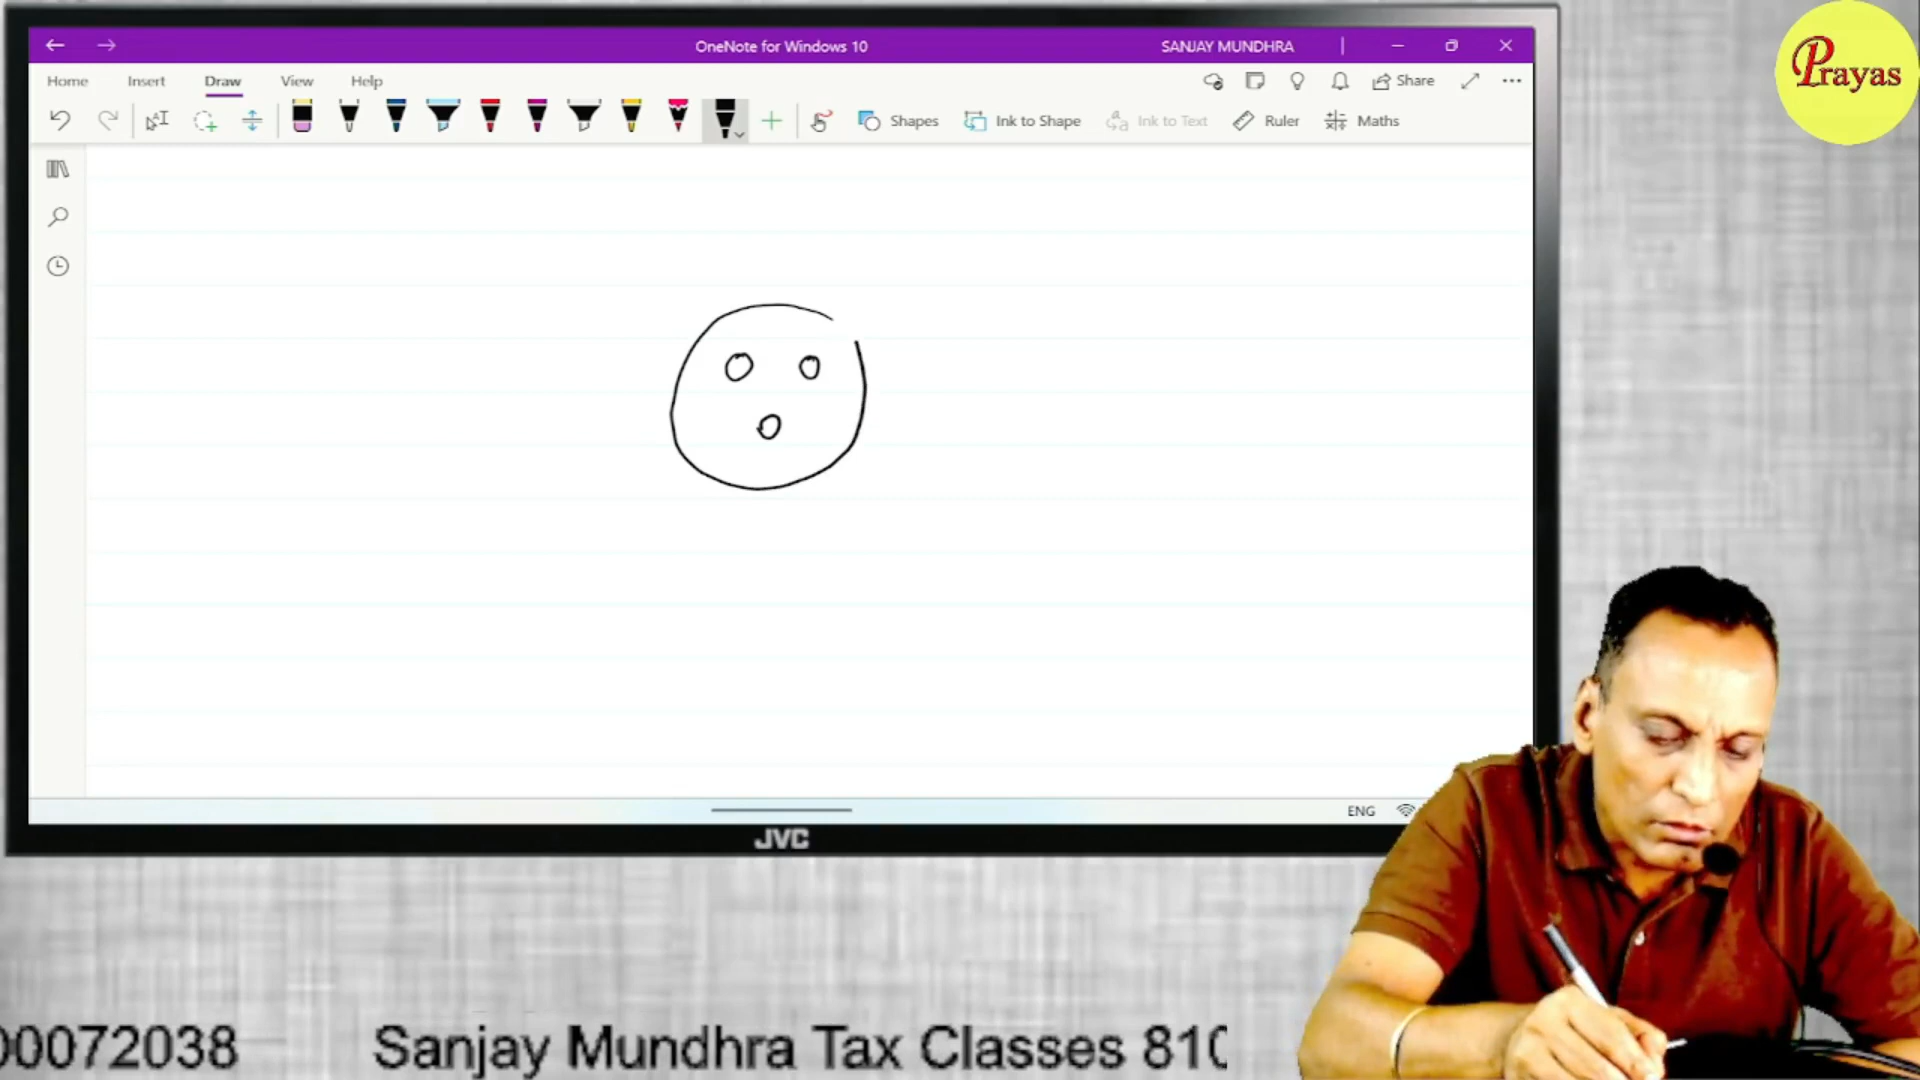 OneNote for Windows 10
SANJAY MUNDHRA
Prayas
Home Insert Draw View Help
Share
Shapes Ink to Shape Ink to Text Ruler Maths
ENG
JVC
00072038 Sanjay Mundhra Tax Classes 810